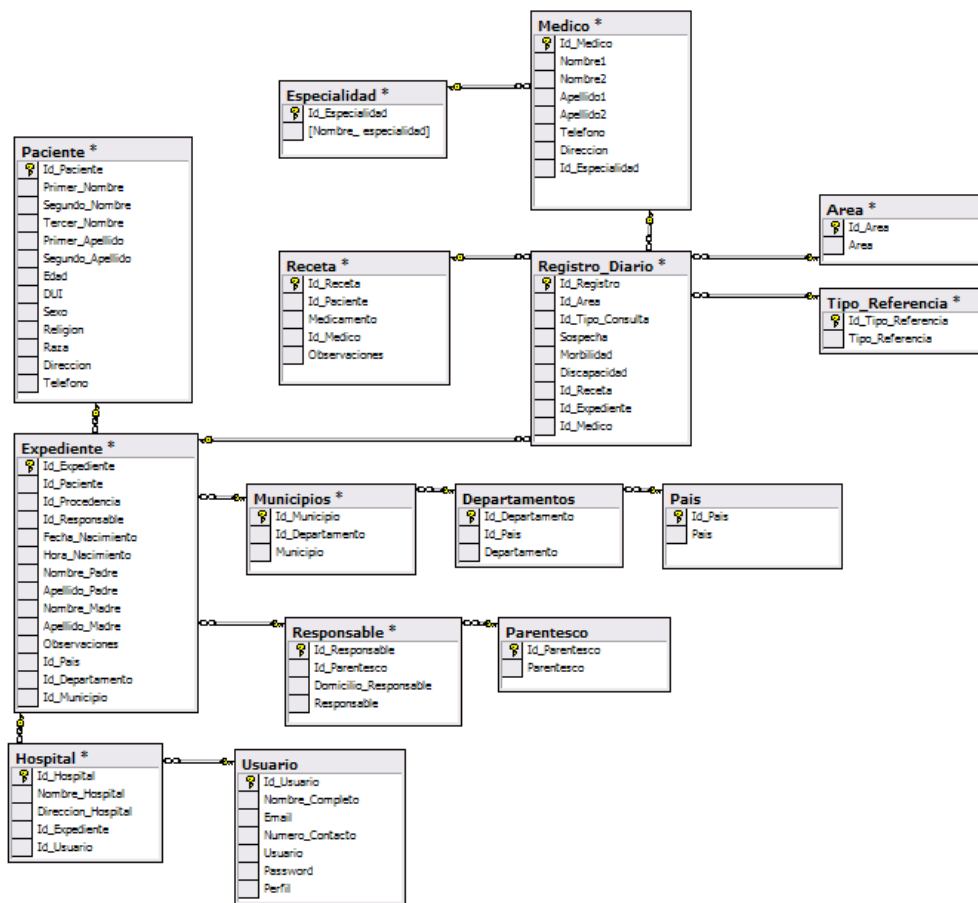 Medico *
Id_Medico
Nombre1
Nombre2
Apellido1
Apellido2
Telefono
Direccion
Id_Especialidad
Especialidad *
Id_Especialidad
[Nombre_ especialidad]
Paciente *
Id_Paciente
Primer_Nombre
Segundo_Nombre
Tercer_Nombre
Primer_Apellido
Segundo_Apellido
Edad
DUI
Sexo
Religion
Raza
Direccion
Telefono
Area *
Id_Area
Area
Receta *
Id_Receta
Id_Paciente
Medicamento
Id_Medico
Observaciones
Registro_Diario *
Id_Registro
Id_Area
Id_Tipo_Consulta
Sospecha
Morbilidad
Discapacidad
Id_Receta
Id_Expediente
Id_Medico
Tipo_Referencia *
Id_Tipo_Referencia
Tipo_Referencia
Expediente *
Id_Expediente
Id_Paciente
Id_Procedencia
Id_Responsable
Fecha_Nacimiento
Hora_Nacimiento
Nombre_Padre
Apellido_Padre
Nombre_Madre
Apellido_Madre
Observaciones
Id_Pais
Id_Departamento
Id_Municipio
Municipios *
Id_Municipio
Id_Departamento
Municipio
Departamentos
Id_Departamento
Id_Pais
Departamento
Pais
Id_Pais
Pais
Responsable *
Id_Responsable
Id_Parentesco
Domicilio_Responsable
Responsable
Parentesco
Id_Parentesco
Parentesco
Hospital *
Id_Hospital
Nombre_Hospital
Direccion_Hospital
Id_Expediente
Id_Usuario
Usuario
Id_Usuario
Nombre_Completo
Email
Numero_Contacto
Usuario
Password
Perfil